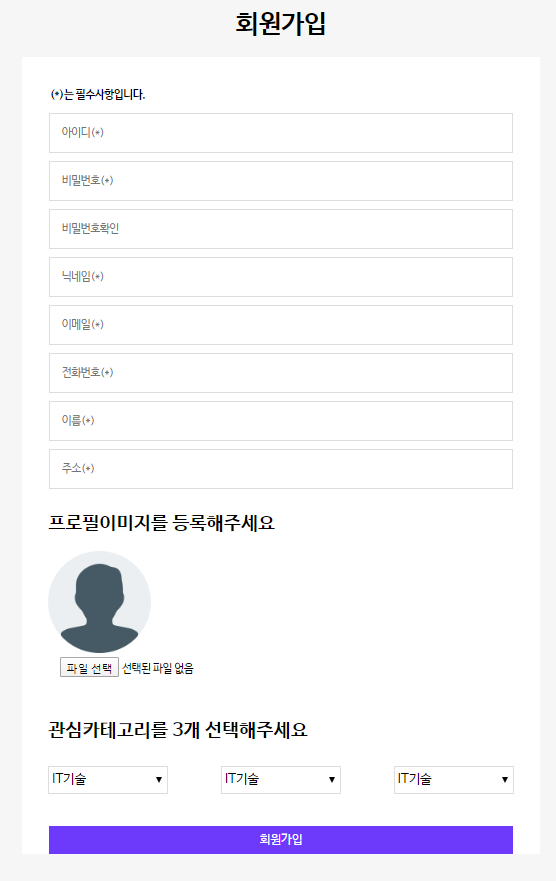 회원가입
(*)는 필수사항입니다.
아이디(*)
비밀번호(*)
비밀번호확인
닉네임(*)
이메일(*)
전화번호(*)
이름(*)
주소(*)
프로필이미지를 등록해주세요
파일 선택 선택된 파일 없음
관심카테고리를 3개 선택해주세요
IT기술 IT기술 IT기술
회원가입